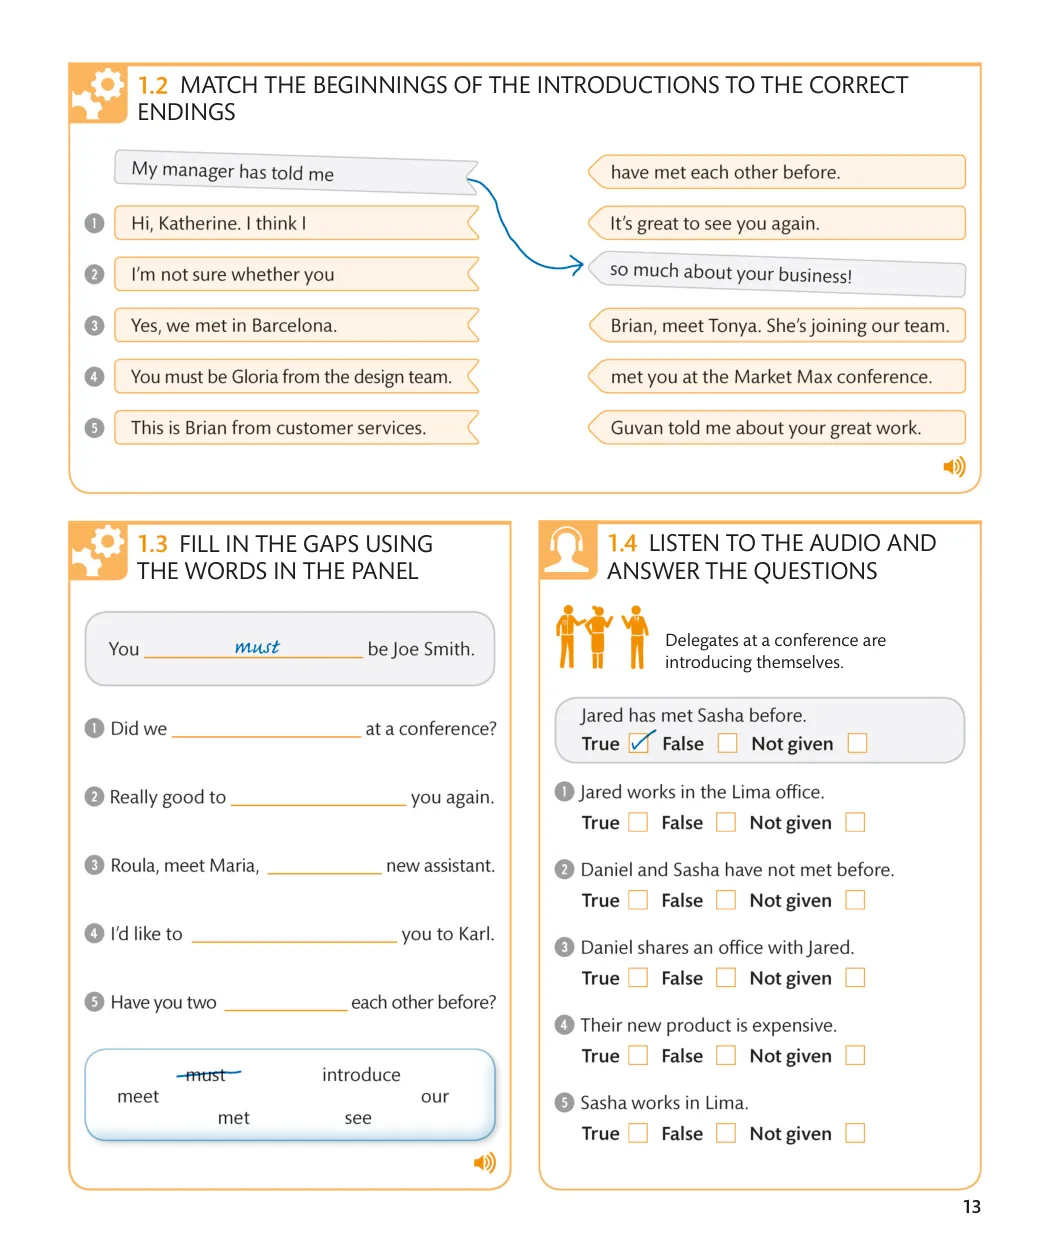 1.2 MATCH THE BEGINNINGS OF THE INTRODUCTIONS TO THE CORRECT
ENDINGS
My manager has told me
1 Hi, Katherine. I think I
2 I'm not sure whether you
3 Yes, we met in Barcelona.
4 You must be Gloria from the design team.
5 This is Brian from customer services.
have met each other before.
It's great to see you again.
so much about your business!
Brian, meet Tonya. She's joining our team.
met you at the Market Max conference.
Guvan told me about your great work.
1.3 FILL IN THE GAPS USING
THE WORDS IN THE PANEL
You must be Joe Smith.
1 Did we ____ at a conference?
2 Really good to ____ you again.
3 Roula, meet Maria, ____ new assistant.
4 I'd like to ____ you to Karl.
5 Have you two ____ each other before?
must introduce
meet our
met see
1.4 LISTEN TO THE AUDIO AND
ANSWER THE QUESTIONS
Delegates at a conference are
introducing themselves.
Jared has met Sasha before.
True ✓ False Not given
1 Jared works in the Lima office.
True False Not given
2 Daniel and Sasha have not met before.
True False Not given
3 Daniel shares an office with Jared.
True False Not given
4 Their new product is expensive.
True False Not given
5 Sasha works in Lima.
True False Not given
13